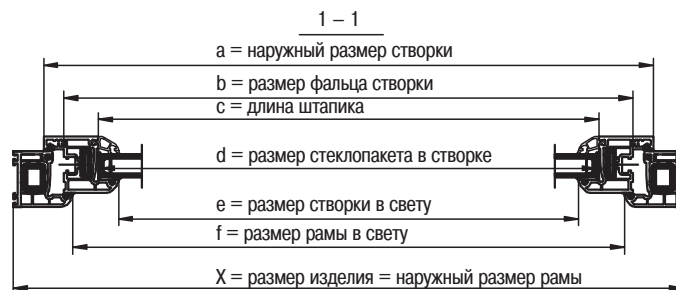 1 – 1
a = наружный размер створки
b = размер фальца створки
c = длина штапика
d = размер стеклопакета в створке
e = размер створки в свету
f = размер рамы в свету
X = размер изделия = наружный размер рамы